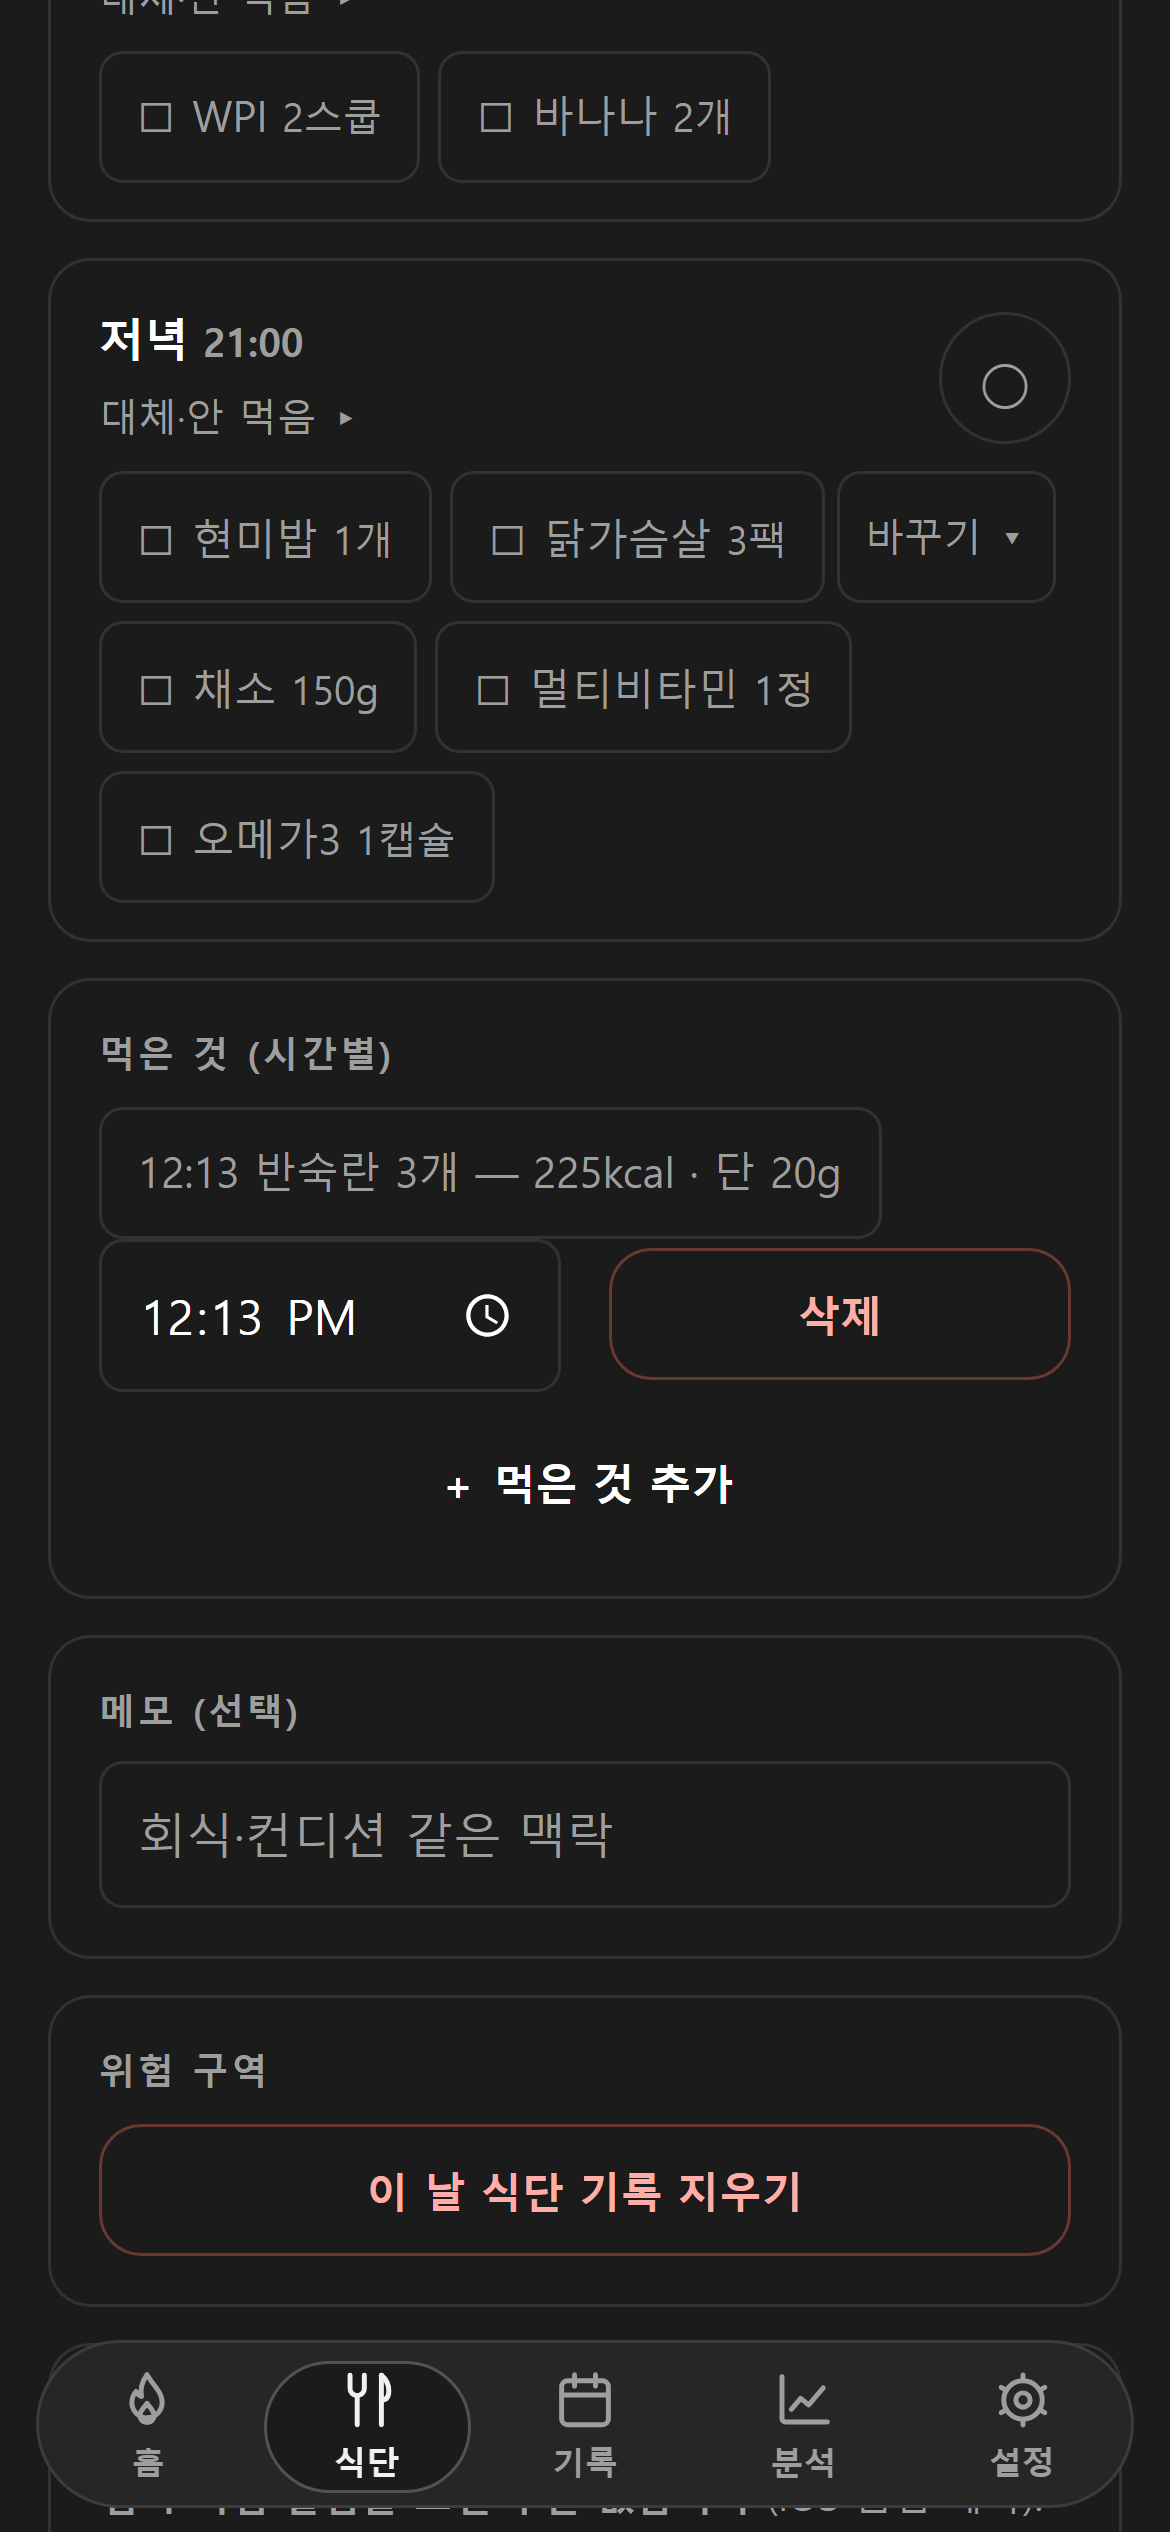 ☐ WPI 2스쿱 ☐ 바나나 2개
저녁 21:00
대체·안 먹음 ▸
☐ 현미밥 1개 ☐ 닭가슴살 3팩 바꾸기 ▾
☐ 채소 150g ☐ 멀티비타민 1정
☐ 오메가3 1캡슐
먹은 것 (시간별)
12:13 반숙란 3개 — 225kcal · 단 20g
12:13 PM 삭제
+ 먹은 것 추가
메모 (선택)
회식·컨디션 같은 맥락
위험 구역
이 날 식단 기록 지우기
홈 식단 기록 분석 설정